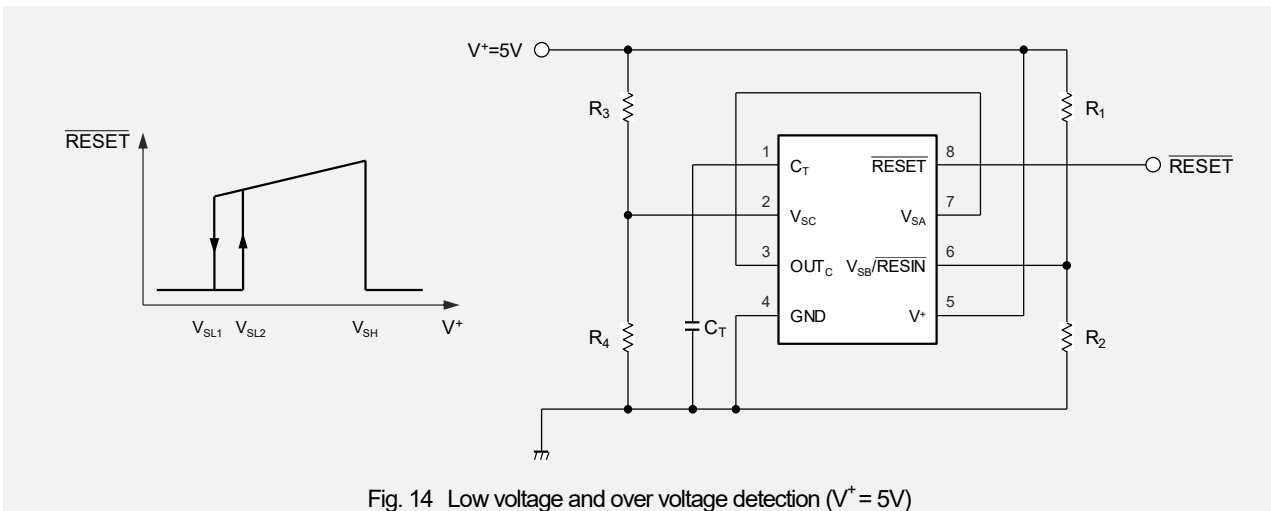 RESET
V_SL1 V_SL2 V_SH V⁺
V⁺=5V
R₃
R₁
1
C_T
RESET
8
RESET
2
V_SC
V_SA
7
3
OUT_C
V_SB/RESIN
6
4
GND
V⁺
5
R₄
C_T
R₂
Fig. 14 Low voltage and over voltage detection (V⁺ = 5V)